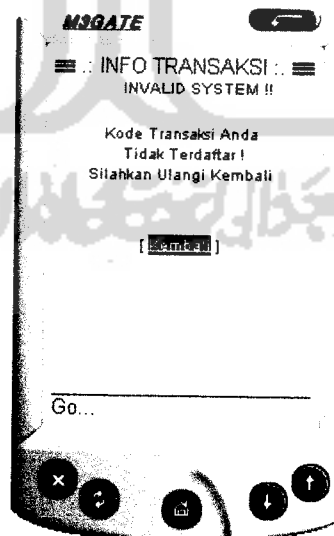 M3GATE
.: INFO TRANSAKSI :.
INVALID SYSTEM !!
Kode Transaksi Anda
Tidak Terdaftar !
Silahkan Ulangi Kembali
[ Kembali ]
Go...